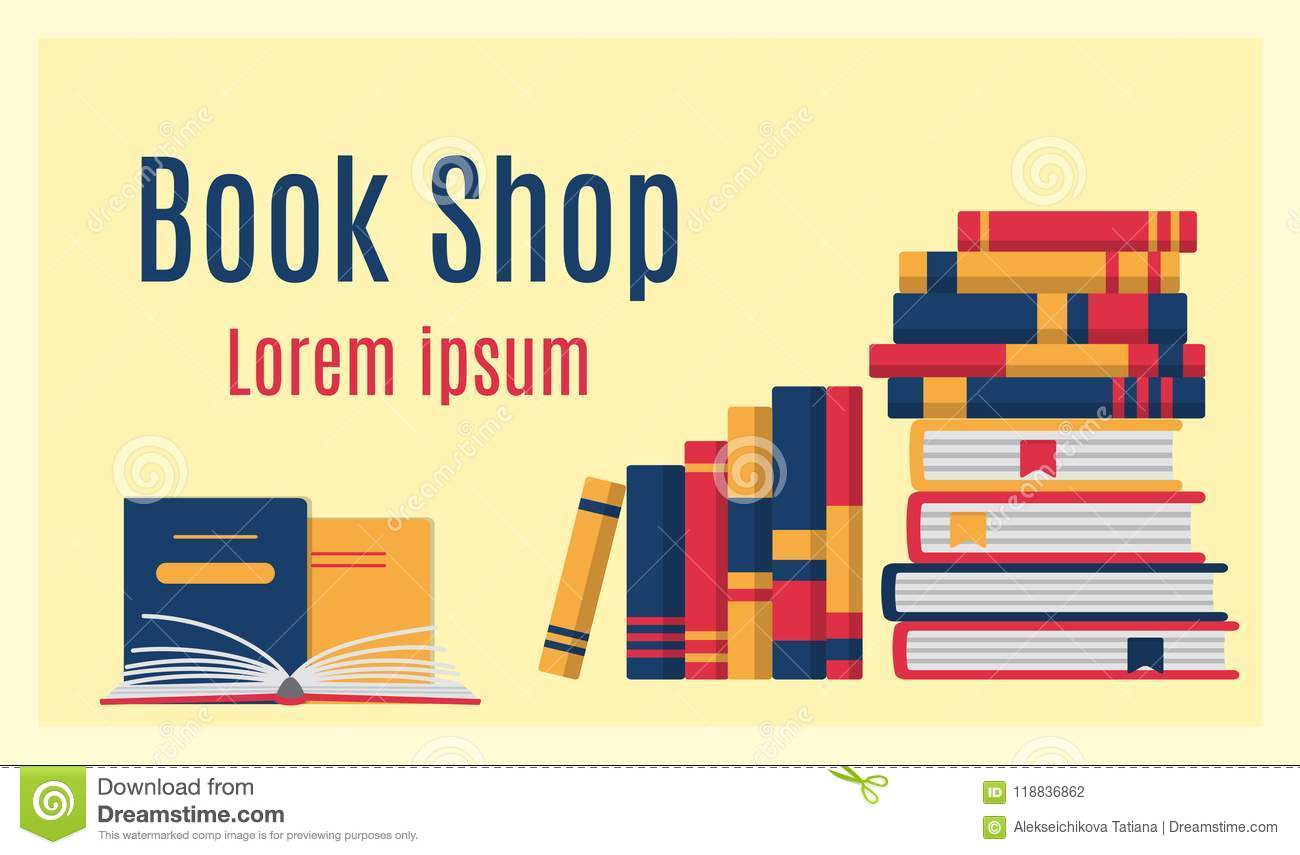 Book Shop
Lorem ipsum
Download from
Dreamstime.com
This watermarked comp image is for previewing purposes only.
ID 118836862
© Alekseichikova Tatiana | Dreamstime.com